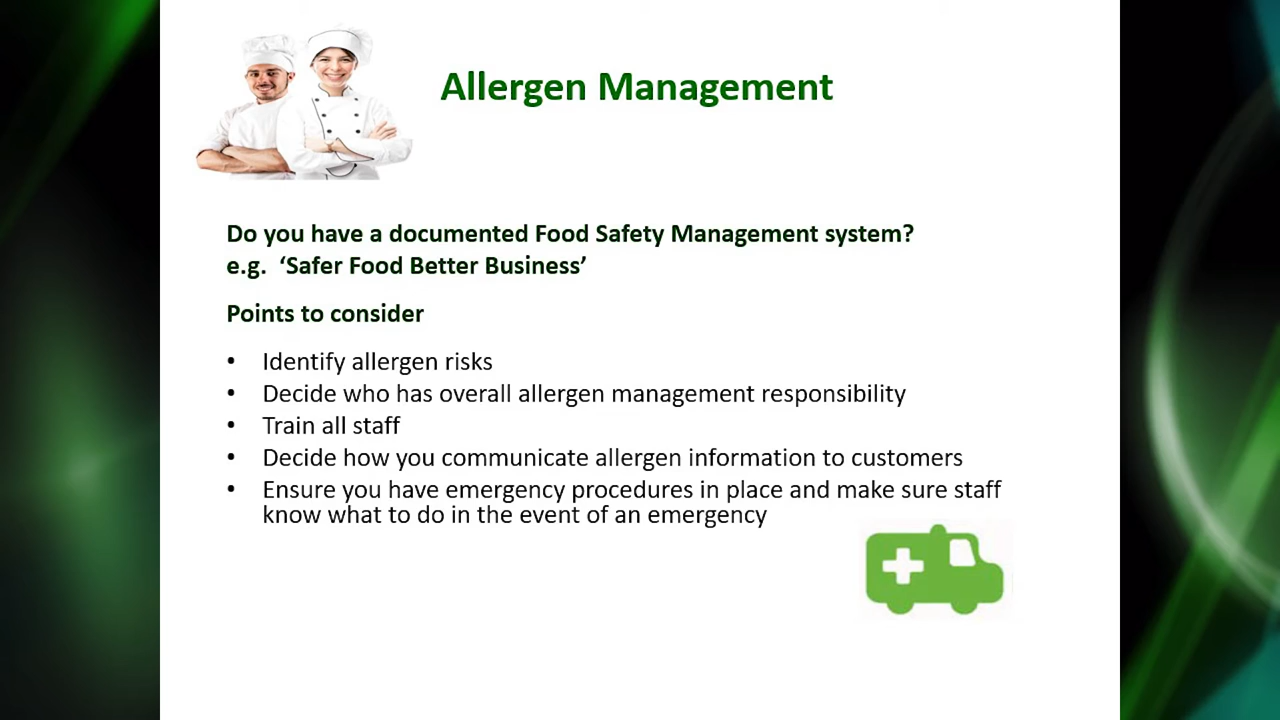 Allergen Management
Do you have a documented Food Safety Management system?
e.g. ‘Safer Food Better Business’
Points to consider
• Identify allergen risks
• Decide who has overall allergen management responsibility
• Train all staff
• Decide how you communicate allergen information to customers
• Ensure you have emergency procedures in place and make sure staff
know what to do in the event of an emergency